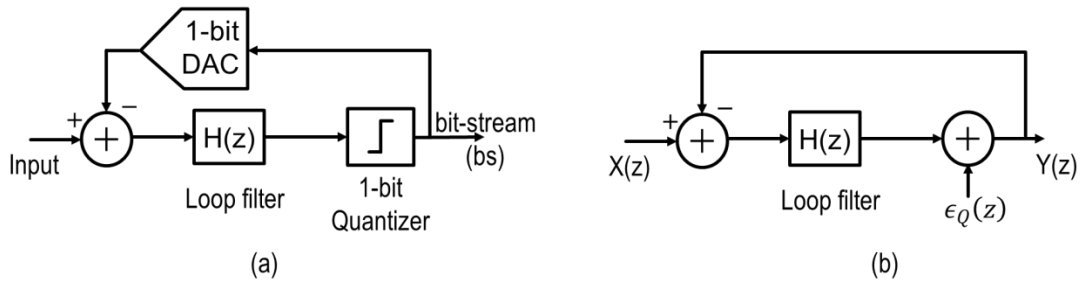 1-bit
DAC
+
−
+
H(z)
bit-stream
(bs)
Input
Loop filter
1-bit
Quantizer
(a)
+
−
+
H(z)
+
X(z)
Y(z)
Loop filter
ϵ_Q(z)
(b)